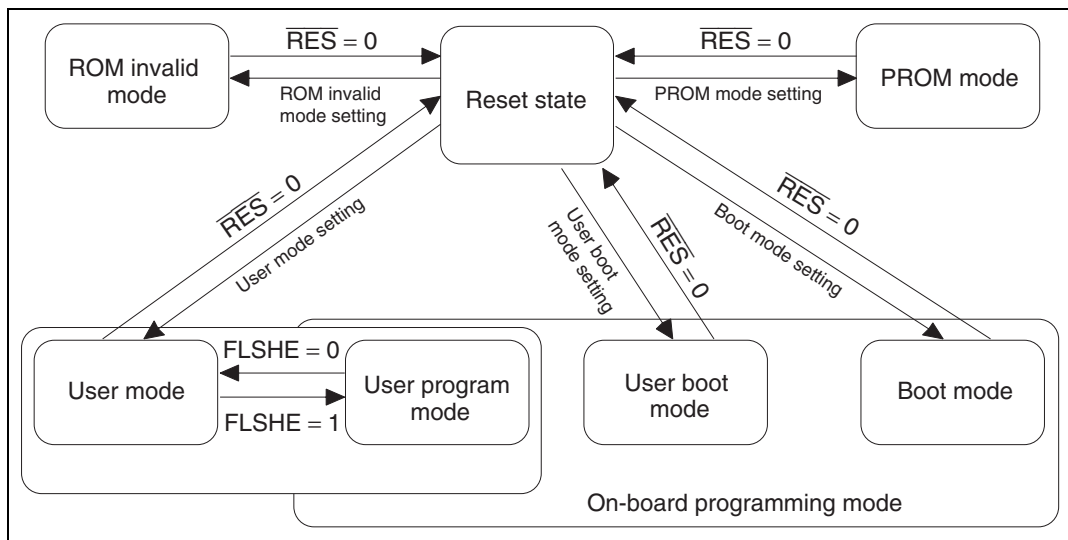 RES = 0
RES = 0
ROM invalid
mode
Reset state
PROM mode
ROM invalid
mode setting
PROM mode setting
RES = 0
User mode setting
User boot
mode setting
RES = 0
Boot mode setting
RES = 0
User mode
FLSHE = 0
FLSHE = 1
User program
mode
User boot
mode
Boot mode
On-board programming mode